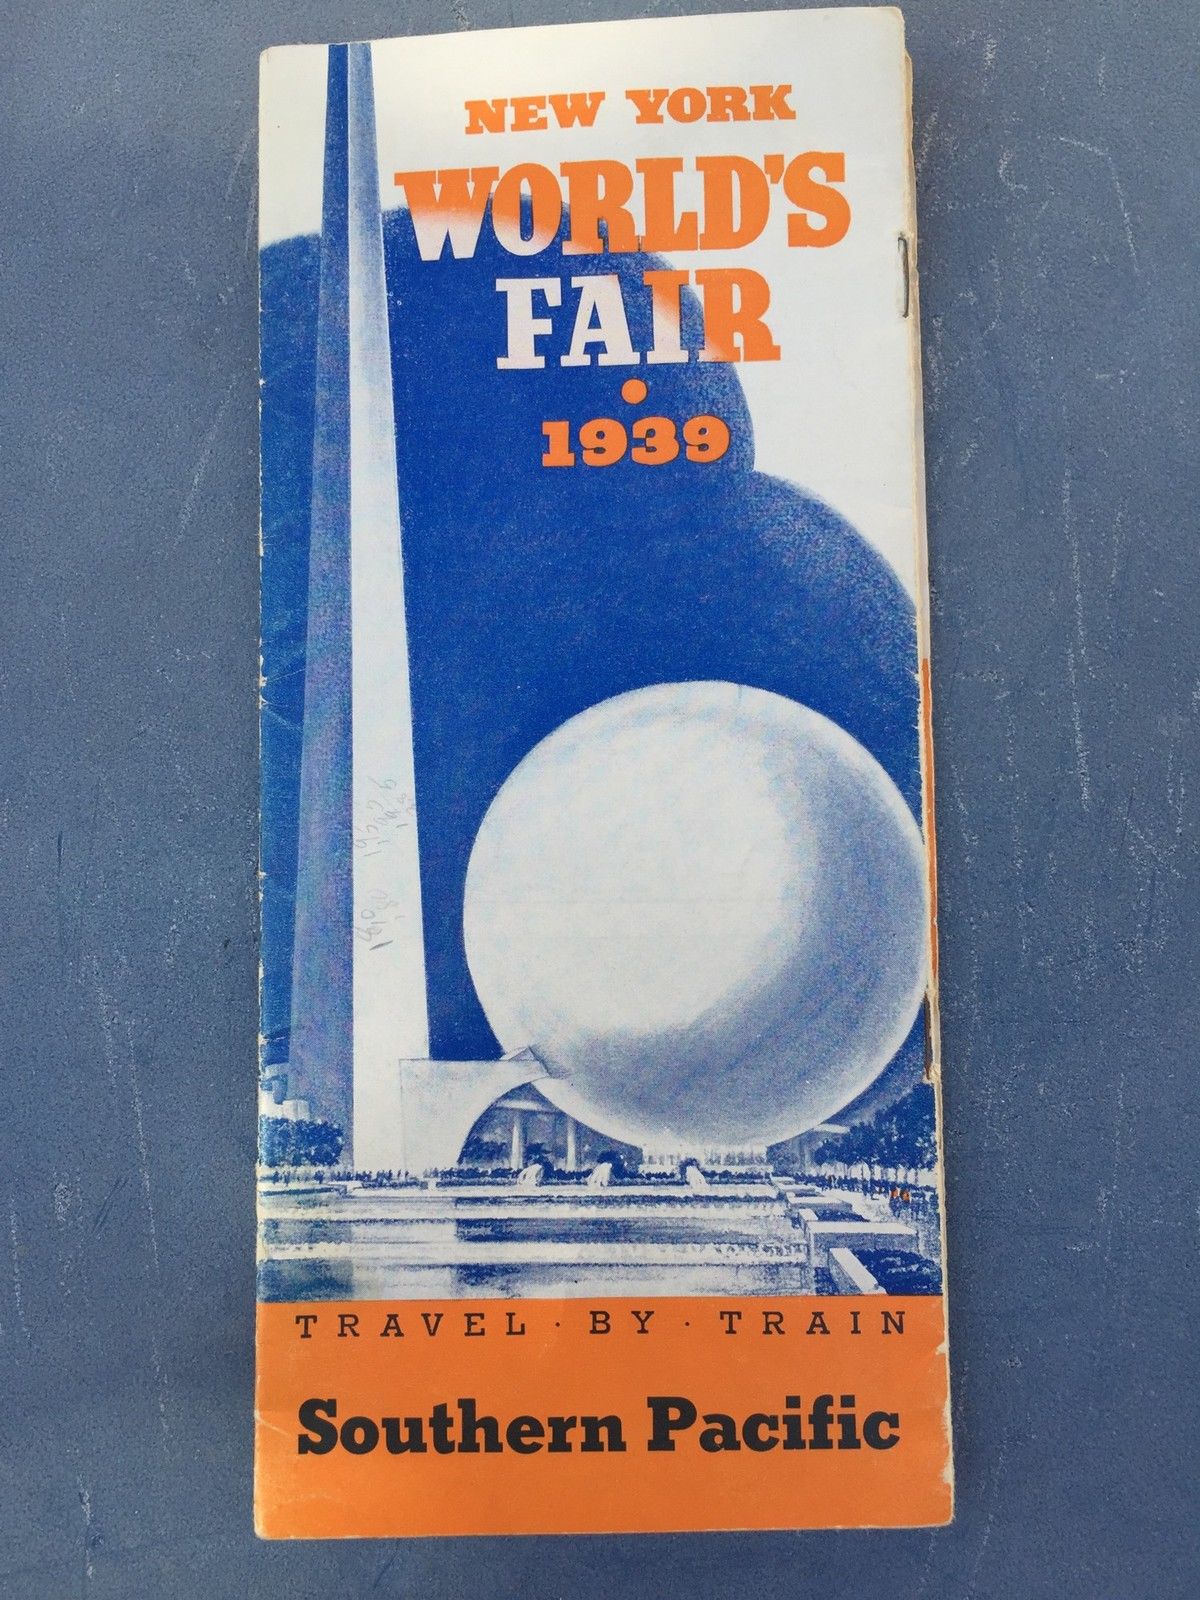 NEW YORK
WORLD'S
FAIR
1939
TRAVEL · BY · TRAIN
Southern Pacific